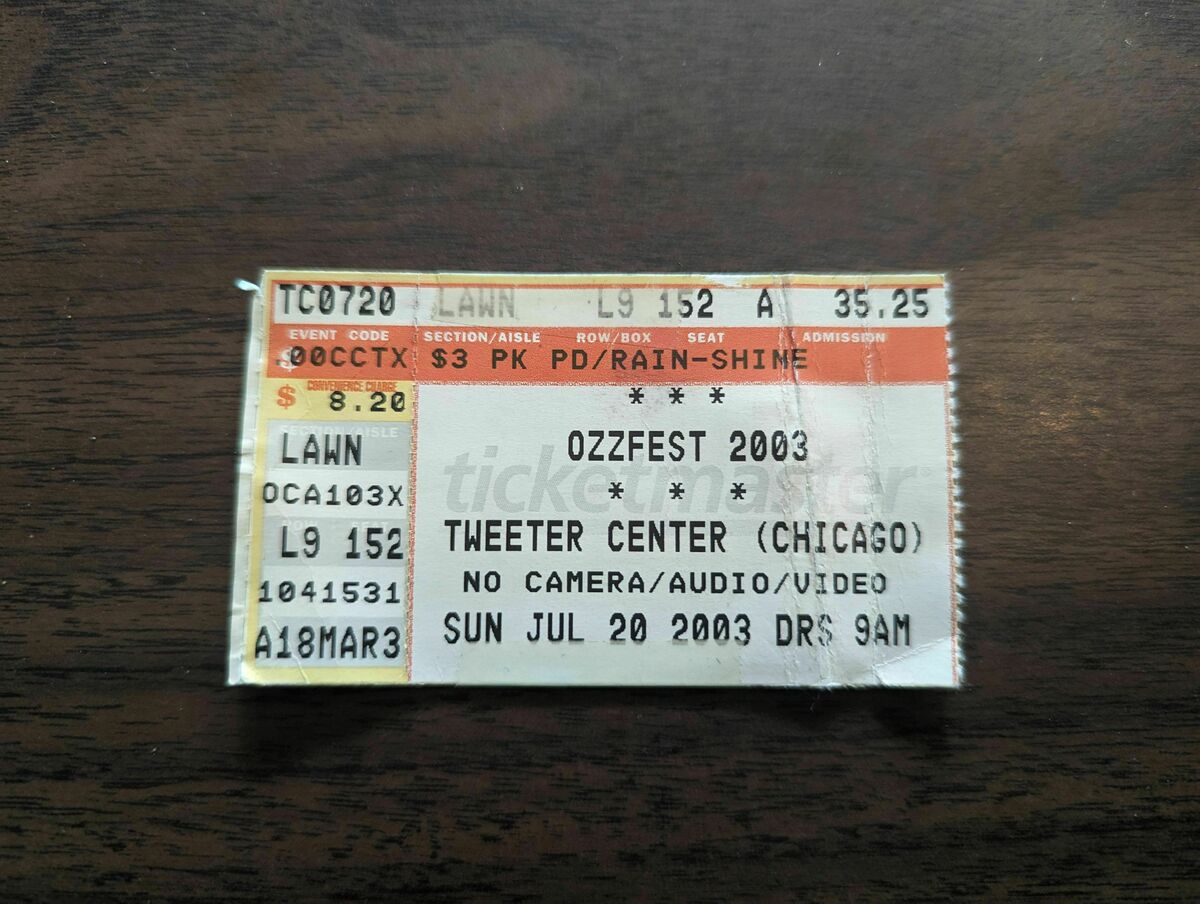 TC0720 LAWN L9 152 A 35.25
EVENT CODE SECTION/AISLE ROW/BOX SEAT ADMISSION
$ .00CCTX $3 PK PD/RAIN-SHINE
CONVENIENCE CHARGE
$ 8.20
SECTION/AISLE
LAWN
OCA103X
L9 152
1041531
A18MAR3
* * *
OZZFEST 2003
ticketmaster
* * *
TWEETER CENTER (CHICAGO)
NO CAMERA/AUDIO/VIDEO
SUN JUL 20 2003 DRS 9AM